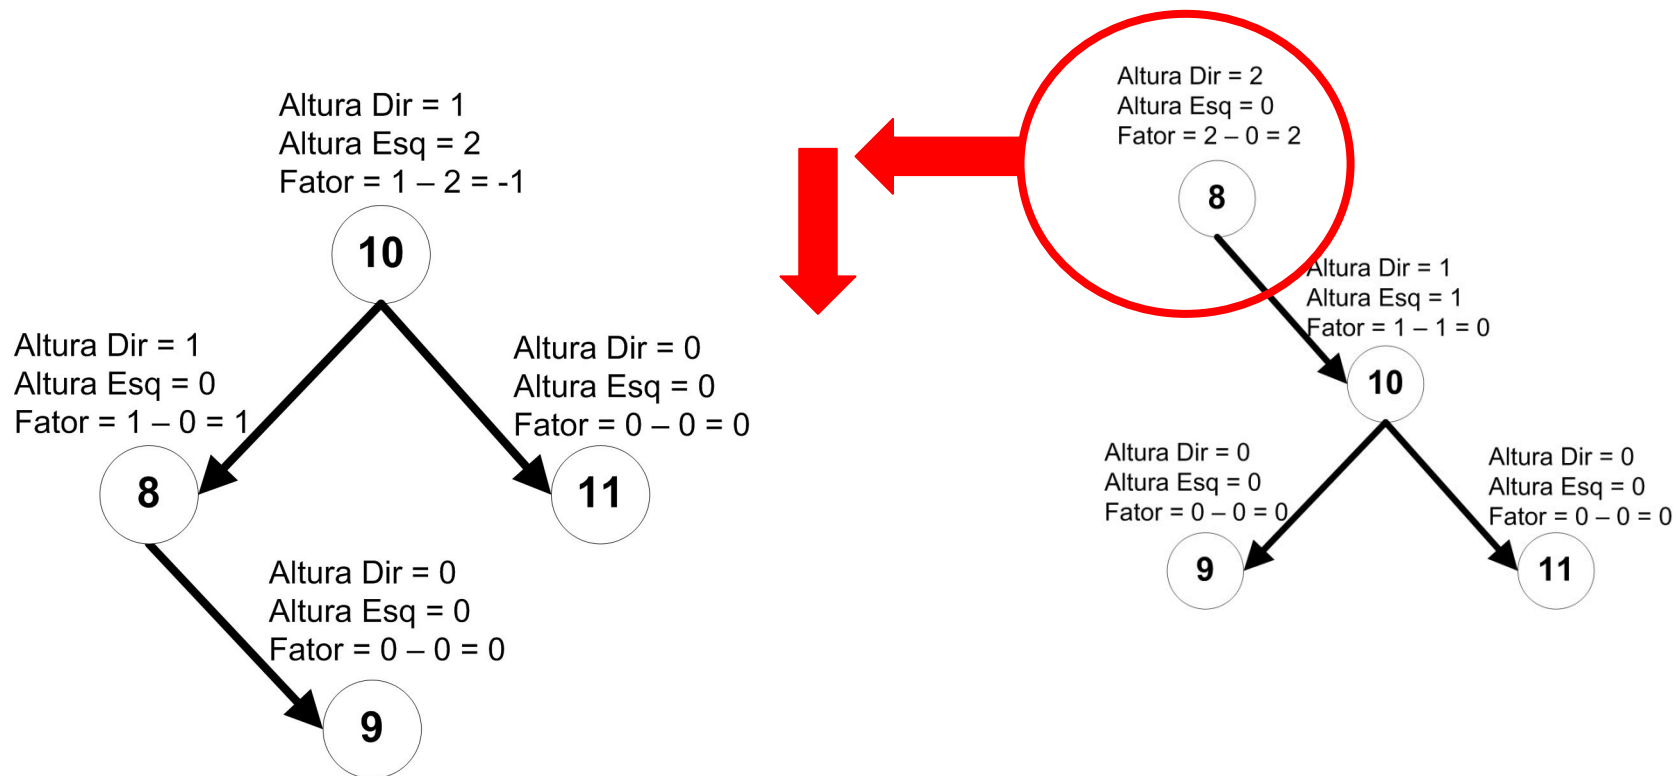 Altura Dir = 1
Altura Esq = 2
Fator = 1 – 2 = -1
10
Altura Dir = 1
Altura Esq = 0
Fator = 1 – 0 = 1
8
Altura Dir = 0
Altura Esq = 0
Fator = 0 – 0 = 0
11
Altura Dir = 0
Altura Esq = 0
Fator = 0 – 0 = 0
9
Altura Dir = 2
Altura Esq = 0
Fator = 2 – 0 = 2
8
Altura Dir = 1
Altura Esq = 1
Fator = 1 – 1 = 0
10
Altura Dir = 0
Altura Esq = 0
Fator = 0 – 0 = 0
9
Altura Dir = 0
Altura Esq = 0
Fator = 0 – 0 = 0
11